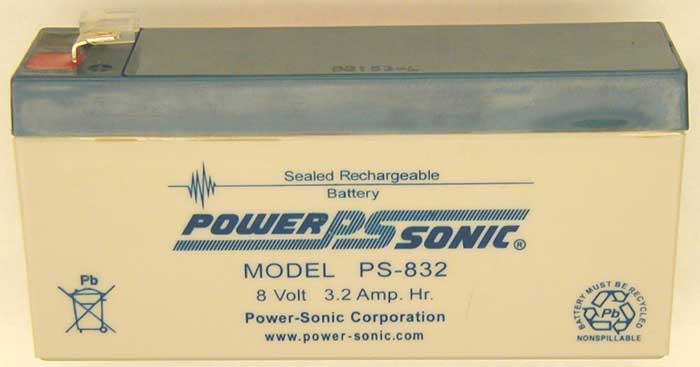 Sealed Rechargeable
Battery
POWER PS SONIC®
MODEL PS-832
8 Volt 3.2 Amp. Hr.
Power-Sonic Corporation
www.power-sonic.com
Pb
BATTERY MUST BE RECYCLED
Pb
NONSPILLABLE